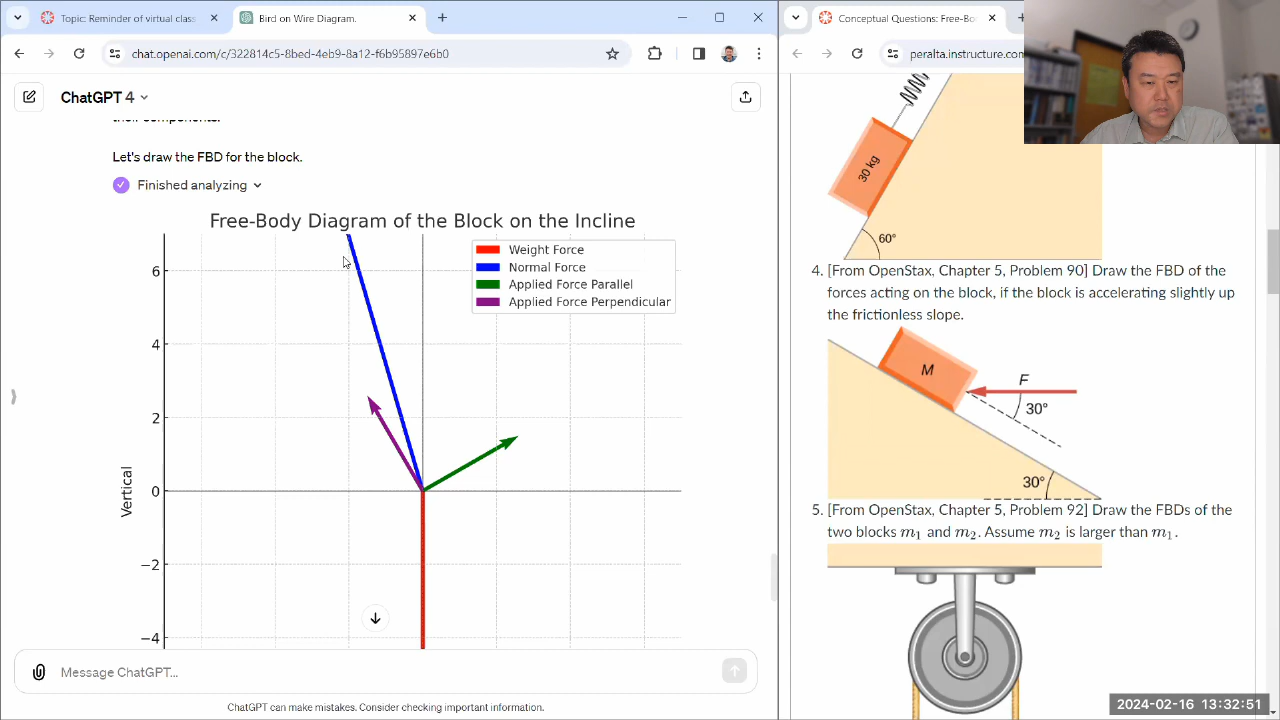 Topic: Reminder of virtual class
Bird on Wire Diagram.
Conceptual Questions: Free-Bo
chat.openai.com/c/322814c5-8bed-4eb9-8a12-f6b95897e6b0
peralta.instructure.com
ChatGPT 4
their components.
Let's draw the FBD for the block.
Finished analyzing
Free-Body Diagram of the Block on the Incline
Weight Force
Normal Force
Applied Force Parallel
Applied Force Perpendicular
6
4
2
0
−2
−4
Vertical
Message ChatGPT...
ChatGPT can make mistakes. Consider checking important information.
30 kg
60°
4. [From OpenStax, Chapter 5, Problem 90] Draw the FBD of the
forces acting on the block, if the block is accelerating slightly up
the frictionless slope.
M
F
30°
30°
5. [From OpenStax, Chapter 5, Problem 92] Draw the FBDs of the
two blocks m₁ and m₂. Assume m₂ is larger than m₁.
2024-02-16 13:32:51